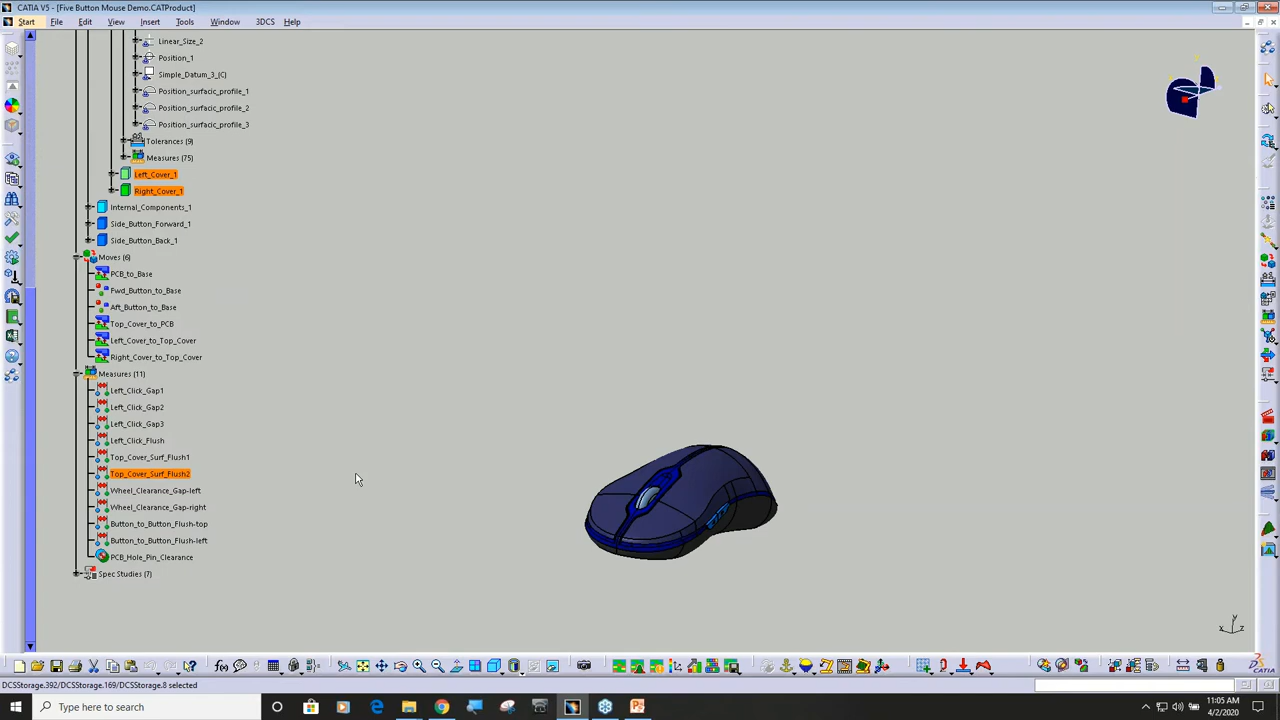 CATIA V5 - [Five Button Mouse Demo.CATProduct]
Start File Edit View Insert Tools Window 3DCS Help
Linear_Size_2
Position_1
Simple_Datum_3_(C)
Position_surfacic_profile_1
Position_surfacic_profile_2
Position_surfacic_profile_3
Tolerances (9)
Measures (75)
Left_Cover_1
Right_Cover_1
Internal_Components_1
Side_Button_Forward_1
Side_Button_Back_1
Moves (6)
PCB_to_Base
Fwd_Button_to_Base
Aft_Button_to_Base
Top_Cover_to_PCB
Left_Cover_to_Top_Cover
Right_Cover_to_Top_Cover
Measures (11)
Left_Click_Gap1
Left_Click_Gap2
Left_Click_Gap3
Left_Click_Flush
Top_Cover_Surf_Flush1
Top_Cover_Surf_Flush2
Wheel_Clearance_Gap-left
Wheel_Clearance_Gap-right
Button_to_Button_Flush-top
Button_to_Button_Flush-left
PCB_Hole_Pin_Clearance
Spec Studies (7)
y
x z
f(x)
DS
CATIA
DCSStorage.392/DCSStorage.169/DCSStorage.8 selected
Type here to search
11:05 AM
4/2/2020